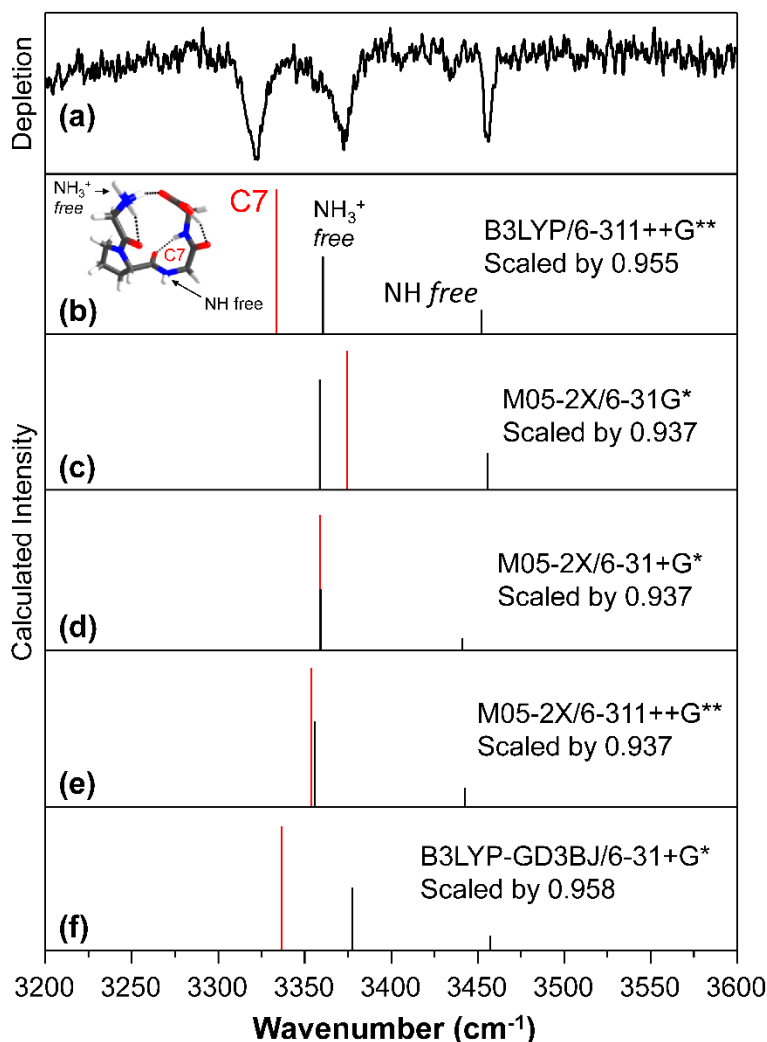 Depletion
(a)
NH₃⁺
free
C7
NH₃⁺
free
B3LYP/6-311++G**
Scaled by 0.955
C7
NH free
NH free
(b)
M05-2X/6-31G*
Scaled by 0.937
(c)
Calculated Intensity
M05-2X/6-31+G*
Scaled by 0.937
(d)
M05-2X/6-311++G**
Scaled by 0.937
(e)
B3LYP-GD3BJ/6-31+G*
Scaled by 0.958
(f)
3200 3250 3300 3350 3400 3450 3500 3550 3600
Wavenumber (cm⁻¹)